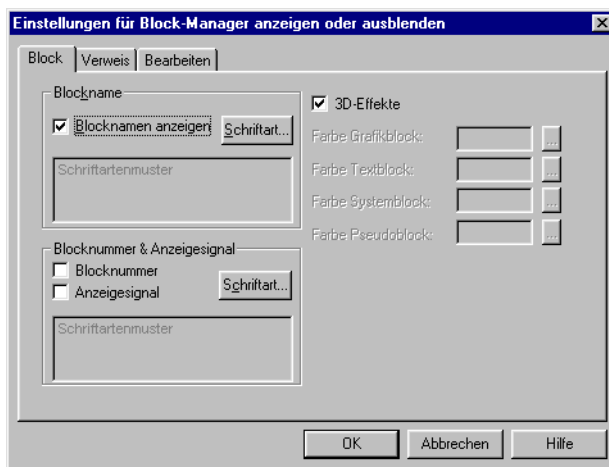 Einstellungen für Block-Manager anzeigen oder ausblenden
Block Verweis Bearbeiten
Blockname
Blocknamen anzeigen Schriftart...
Schriftartenmuster
Blocknummer & Anzeigesignal
Blocknummer
Anzeigesignal
Schriftart...
Schriftartenmuster
3D-Effekte
Farbe Grafikblock: ...
Farbe Textblock: ...
Farbe Systemblock: ...
Farbe Pseudoblock: ...
OK Abbrechen Hilfe